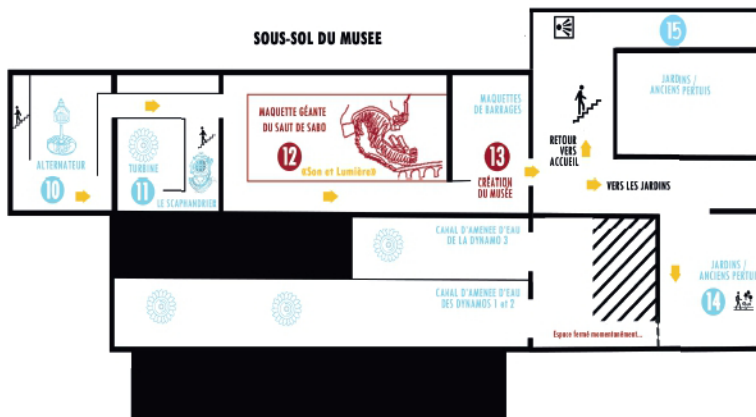 SOUS-SOL DU MUSEE
15
JARDINS /
ANCIENS PERTUIS
MAQUETTE GÉANTE
DU SAUT DE SABO
12
«Son et Lumière»
MAQUETTES
DE BARRAGES
13
CRÉATION
DU MUSÉE
RETOUR
VERS
ACCUEIL
VERS LES JARDINS
ALTERNATEUR
10
TURBINE
11
LE SCAPHANDRIER
CANAL D'AMENEE D'EAU
DE LA DYNAMO 3
CANAL D'AMENEE D'EAU
DES DYNAMOS 1 et 2
JARDINS /
ANCIENS PERTUI
14
Espace fermé momentanément...